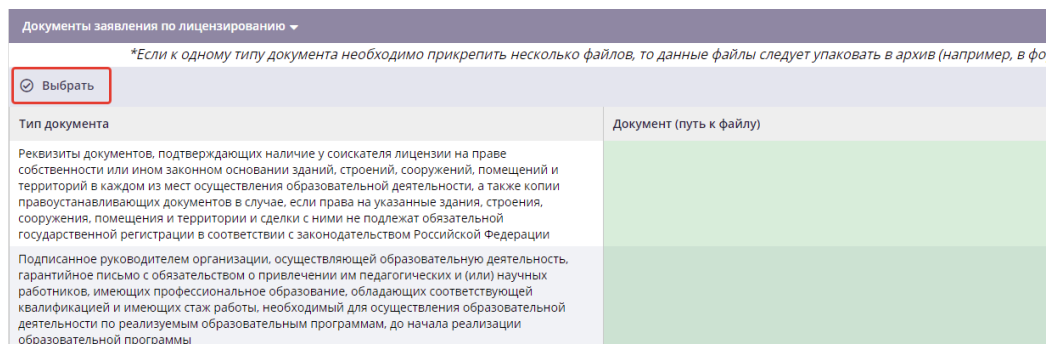 Документы заявления по лицензированию
*Если к одному типу документа необходимо прикрепить несколько файлов, то данные файлы следует упаковать в архив (например, в фо
Выбрать
Тип документа
Документ (путь к файлу)
Реквизиты документов, подтверждающих наличие у соискателя лицензии на праве
собственности или ином законном основании зданий, строений, сооружений, помещений и
территорий в каждом из мест осуществления образовательной деятельности, а также копии
правоустанавливающих документов в случае, если права на указанные здания, строения,
сооружения, помещения и территории и сделки с ними не подлежат обязательной
государственной регистрации в соответствии с законодательством Российской Федерации
Подписанное руководителем организации, осуществляющей образовательную деятельность,
гарантийное письмо с обязательством о привлечении им педагогических и (или) научных
работников, имеющих профессиональное образование, обладающих соответствующей
квалификацией и имеющих стаж работы, необходимый для осуществления образовательной
деятельности по реализуемым образовательным программам, до начала реализации
образовательной программы